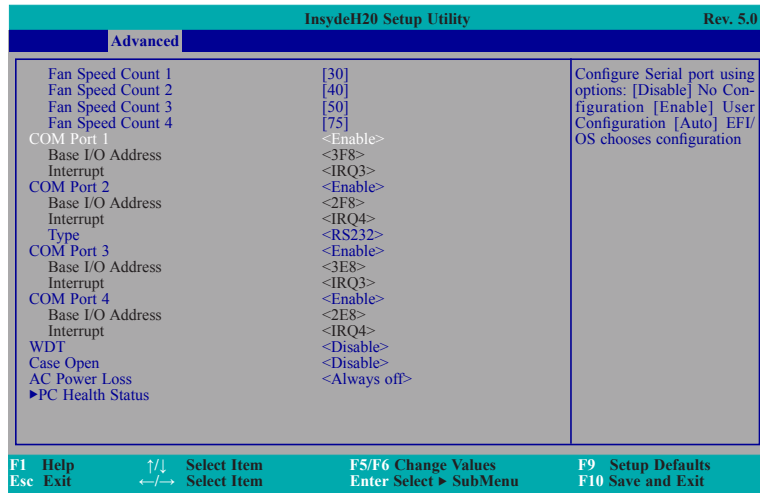 InsydeH20 Setup Utility Rev. 5.0
Advanced
Fan Speed Count 1 [30]
Fan Speed Count 2 [40]
Fan Speed Count 3 [50]
Fan Speed Count 4 [75]
COM Port 1 <Enable>
Base I/O Address <3F8>
Interrupt <IRQ3>
COM Port 2 <Enable>
Base I/O Address <2F8>
Interrupt <IRQ4>
Type <RS232>
COM Port 3 <Enable>
Base I/O Address <3E8>
Interrupt <IRQ3>
COM Port 4 <Enable>
Base I/O Address <2E8>
Interrupt <IRQ4>
WDT <Disable>
Case Open <Disable>
AC Power Loss <Always off>
►PC Health Status
Configure Serial port using
options: [Disable] No Con-
figuration [Enable] User
Configuration [Auto] EFI/
OS chooses configuration
F1 Help ↑/↓ Select Item F5/F6 Change Values F9 Setup Defaults
Esc Exit ←/→ Select Item Enter Select ► SubMenu F10 Save and Exit